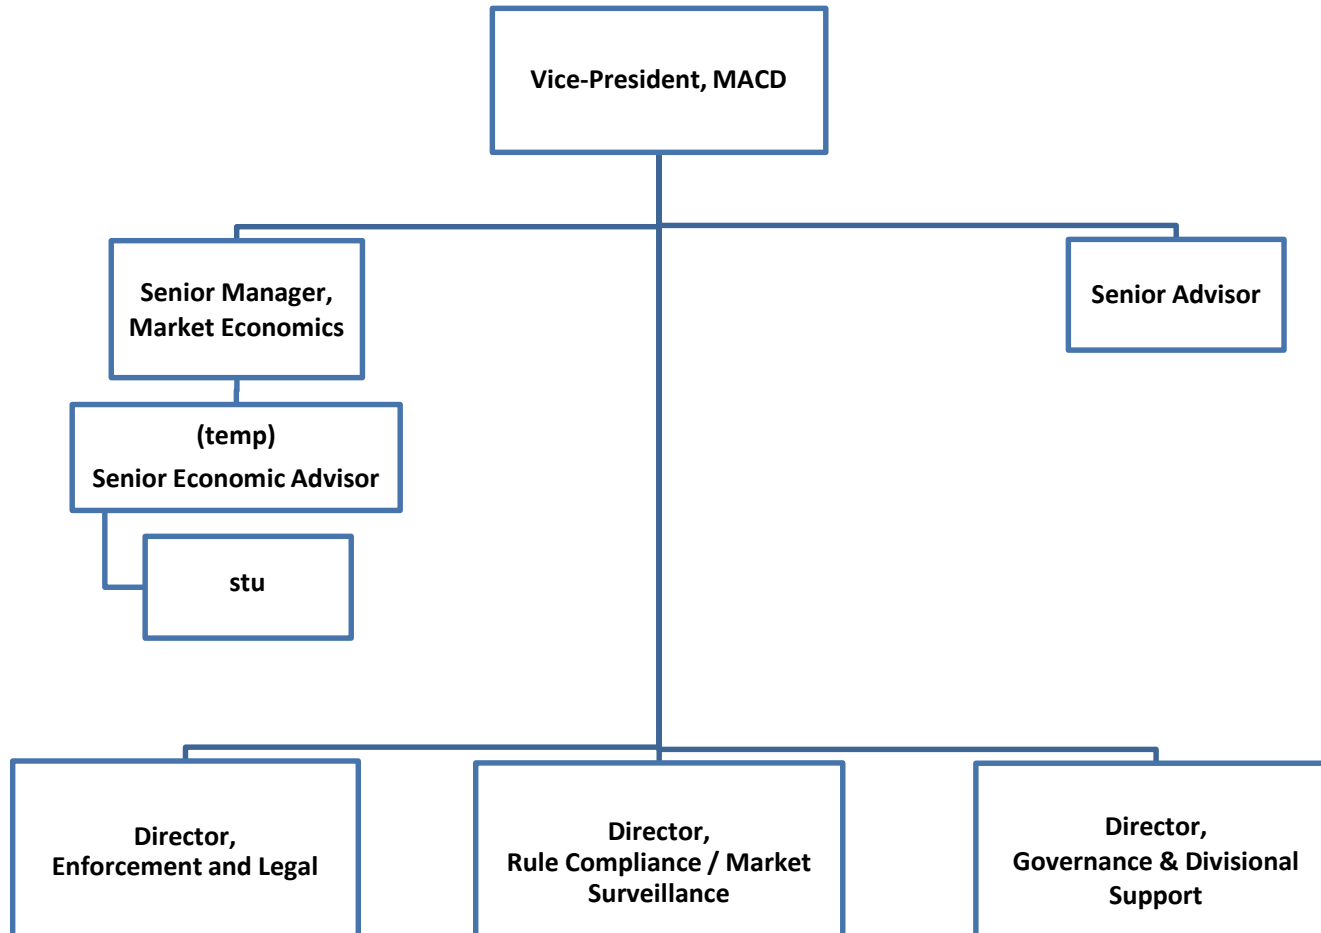 Vice-President, MACD
Senior Manager,
Market Economics
Senior Advisor
(temp)
Senior Economic Advisor
stu
Director,
Enforcement and Legal
Director,
Rule Compliance / Market
Surveillance
Director,
Governance & Divisional
Support